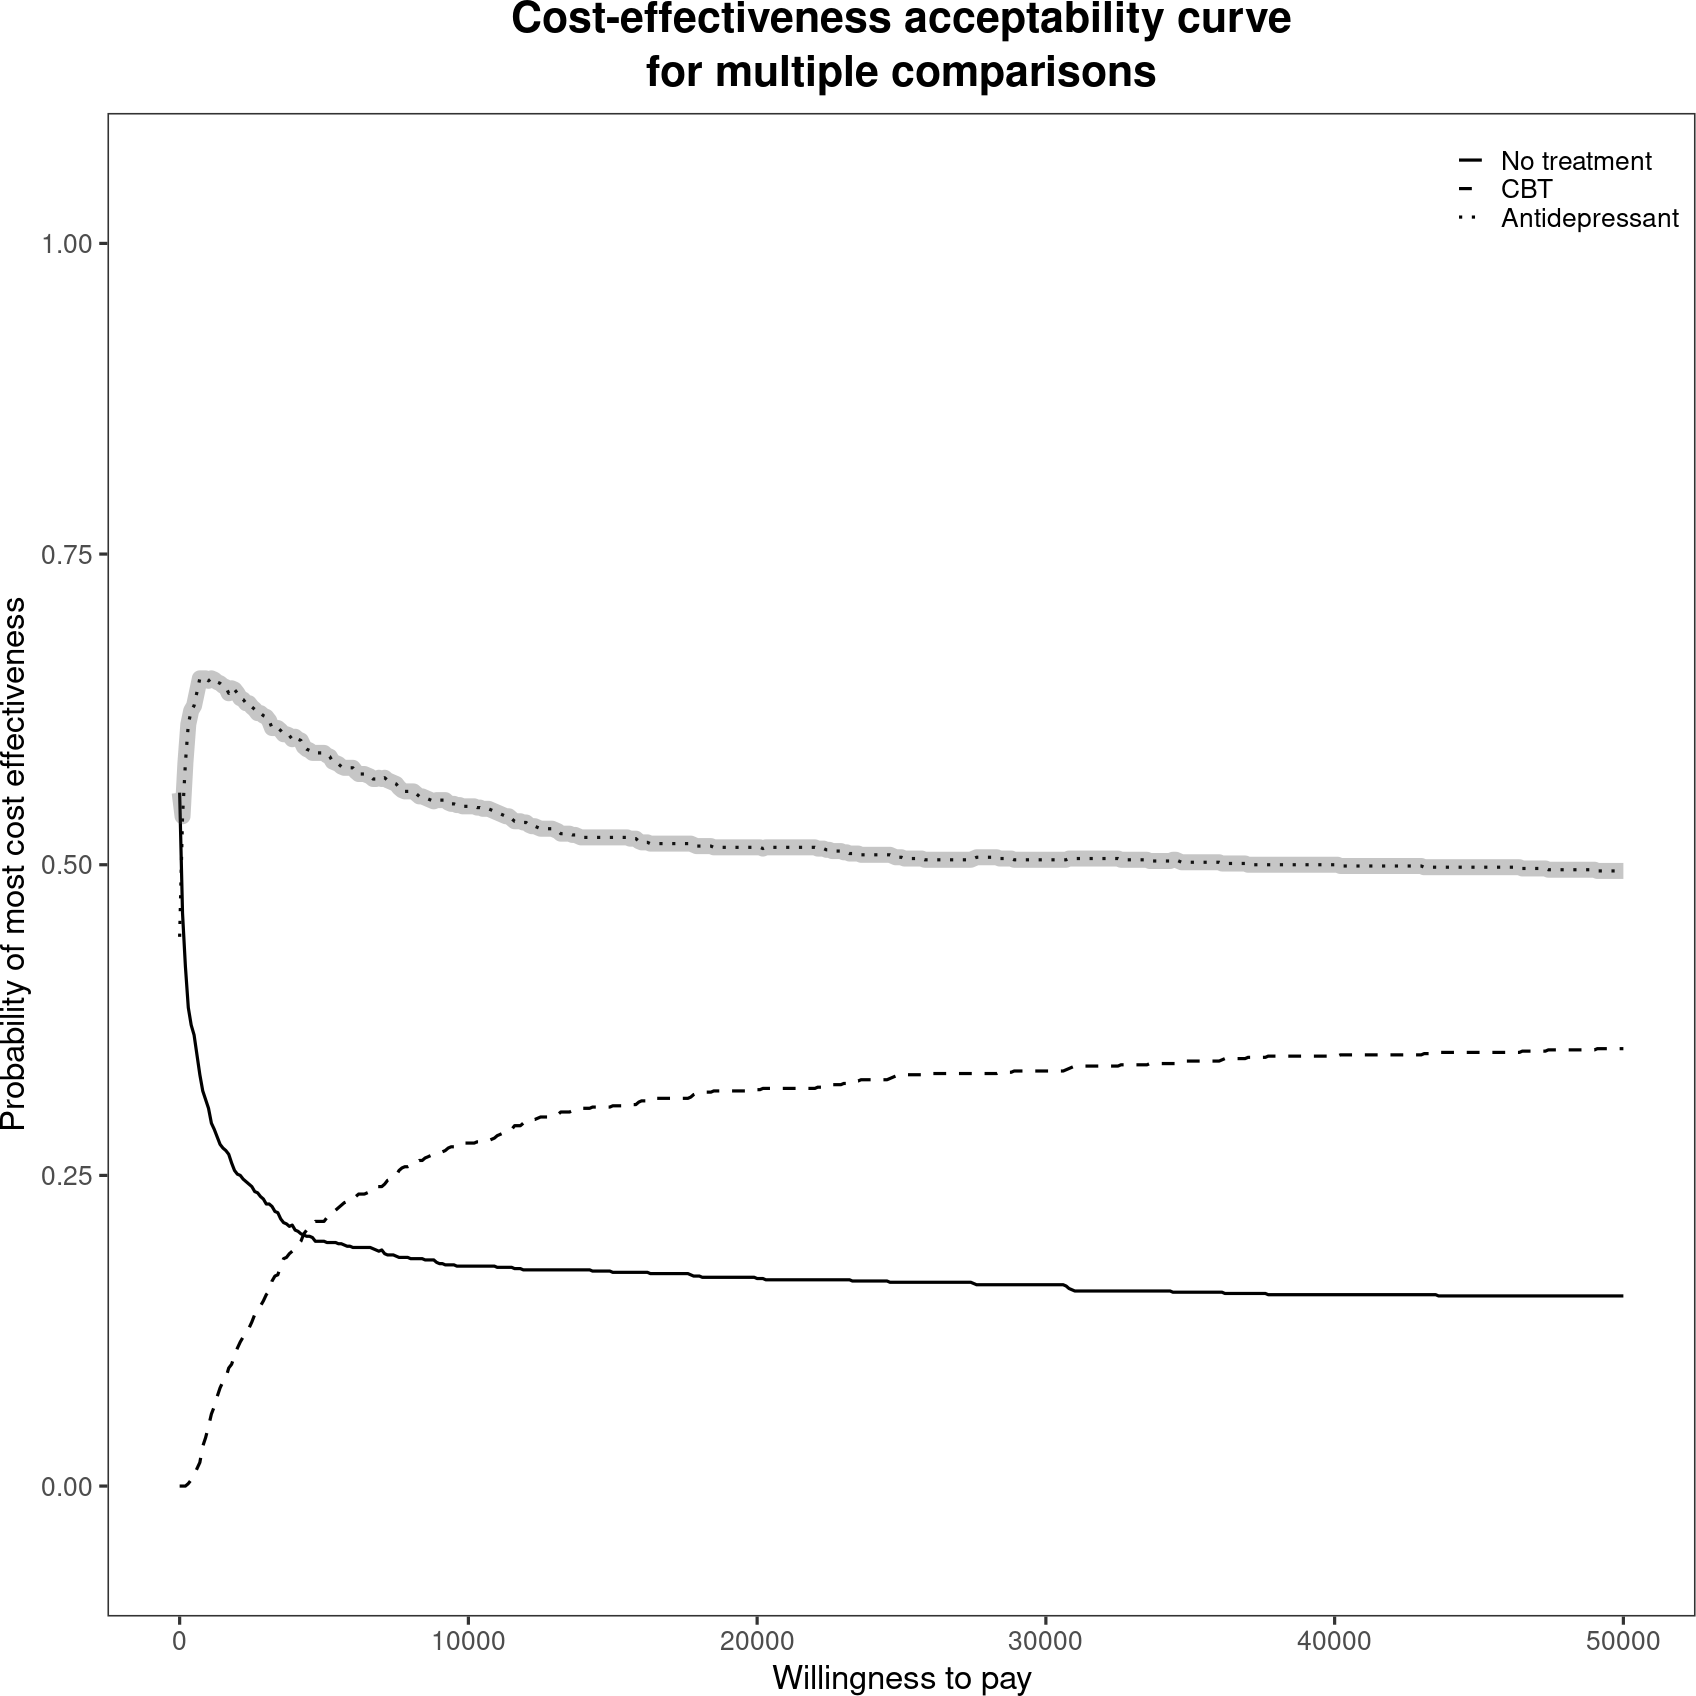 Cost-effectiveness acceptability curve
for multiple comparisons
No treatment
CBT
Antidepressant
Probability of most cost effectiveness
1.00
0.75
0.50
0.25
0.00
0
10000
20000
30000
40000
50000
Willingness to pay